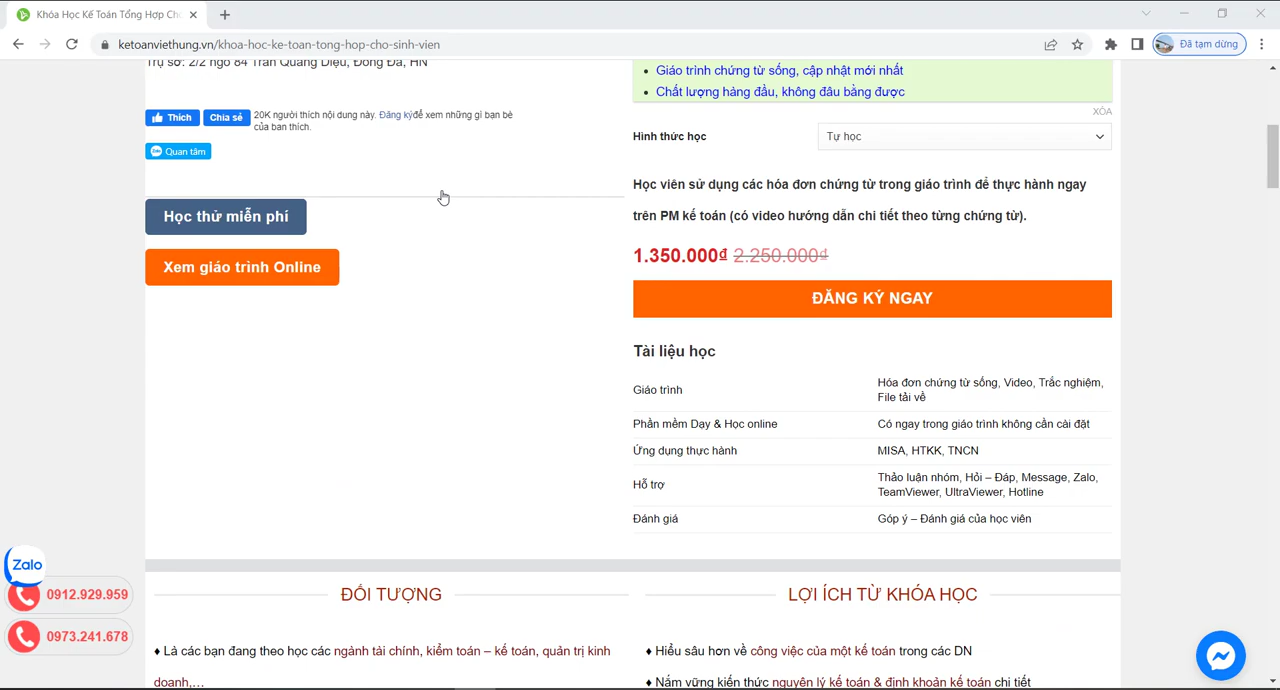 Khóa Học Kế Toán Tổng Hợp Ch
ketoanviethung.vn/khoa-hoc-ke-toan-tong-hop-cho-sinh-vien
Đã tạm dừng
Trụ sở: 2/2 ngõ 84 Trần Quang Diệu, Đống Đa, HN
Thích
Chia sẻ
20K người thích nội dung này. Đăng ký để xem những gì bạn bè
của bạn thích.
Quan tâm
Học thử miễn phí
Xem giáo trình Online
Giáo trình chứng từ sống, cập nhật mới nhất
Chất lượng hàng đầu, không đâu bằng được
XÓA
Hình thức học
Tự học
Học viên sử dụng các hóa đơn chứng từ trong giáo trình để thực hành ngay
trên PM kế toán (có video hướng dẫn chi tiết theo từng chứng từ).
1.350.000₫ 2.250.000₫
ĐĂNG KÝ NGAY
Tài liệu học
Giáo trình
Hóa đơn chứng từ sống, Video, Trắc nghiệm,
File tải về
Phần mềm Dạy & Học online
Có ngay trong giáo trình không cần cài đặt
Ứng dụng thực hành
MISA, HTKK, TNCN
Hỗ trợ
Thảo luận nhóm, Hỏi – Đáp, Message, Zalo,
TeamViewer, UltraViewer, Hotline
Đánh giá
Góp ý – Đánh giá của học viên
Zalo
0912.929.959
0973.241.678
ĐỐI TƯỢNG
♦ Là các bạn đang theo học các ngành tài chính, kiểm toán – kế toán, quản trị kinh
doanh,…
LỢI ÍCH TỪ KHÓA HỌC
♦ Hiểu sâu hơn về công việc của một kế toán trong các DN
♦ Nắm vững kiến thức nguyên lý kế toán & định khoản kế toán chi tiết